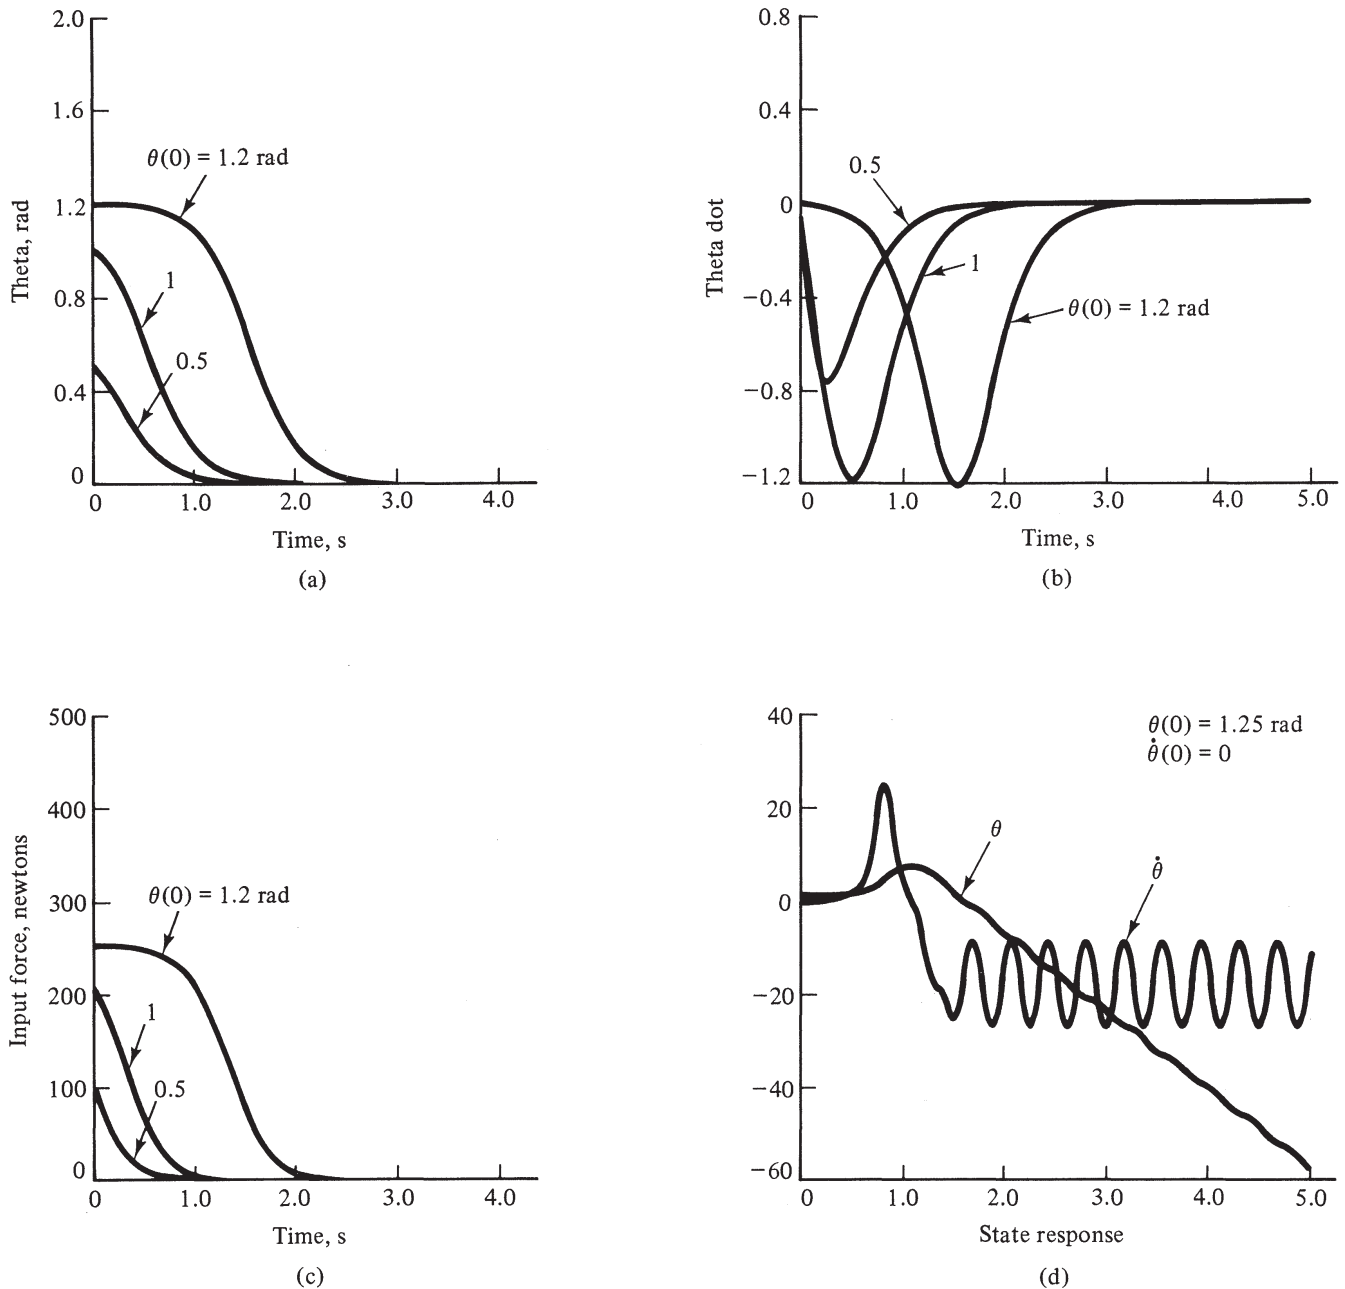 2.0
1.6
θ(0) = 1.2 rad
1.2
1
0.8
0.5
0.4
0
0 1.0 2.0 3.0 4.0
Theta, rad
Time, s
(a)
0.8
0.4
0.5
0
1
−0.4
θ(0) = 1.2 rad
−0.8
−1.2
0 1.0 2.0 3.0 4.0 5.0
Theta dot
Time, s
(b)
500
400
θ(0) = 1.2 rad
300
200
1
100
0.5
0
0 1.0 2.0 3.0 4.0
Input force, newtons
Time, s
(c)
40
θ(0) = 1.25 rad
θ̇(0) = 0
20
θ
θ̇
0
−20
−40
−60
0 1.0 2.0 3.0 4.0 5.0
State response
(d)